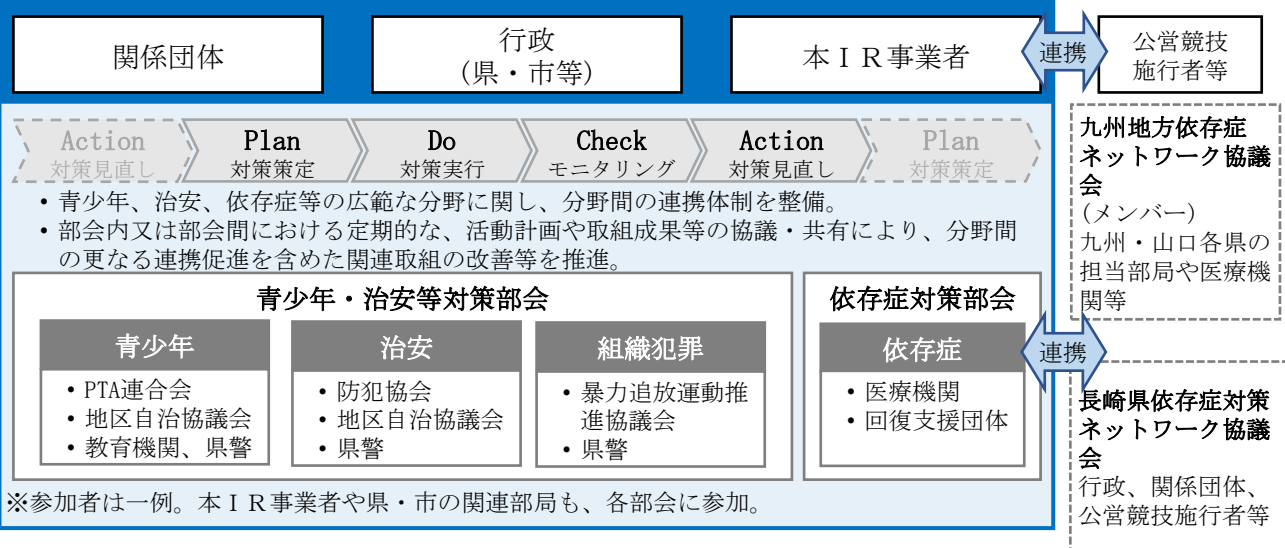 関係団体
行政
（県・市等）
本ＩＲ事業者
連携
公営競技
施行者等
Action
対策見直し
Plan
対策策定
Do
対策実行
Check
モニタリング
Action
対策見直し
Plan
対策策定
• 青少年、治安、依存症等の広範な分野に関し、分野間の連携体制を整備。
• 部会内又は部会間における定期的な、活動計画や取組成果等の協議・共有により、分野間
の更なる連携促進を含めた関連取組の改善等を推進。
青少年・治安等対策部会
青少年
• PTA連合会
• 地区自治協議会
• 教育機関、県警
治安
• 防犯協会
• 地区自治協議会
• 県警
組織犯罪
• 暴力追放運動推
進協議会
• 県警
依存症対策部会
依存症
• 医療機関
• 回復支援団体
連携
※参加者は一例。本ＩＲ事業者や県・市の関連部局も、各部会に参加。
九州地方依存症
ネットワーク協議
会
(メンバー)
九州・山口各県の
担当部局や医療機
関等
長崎県依存症対策
ネットワーク協議
会
行政、関係団体、
公営競技施行者等